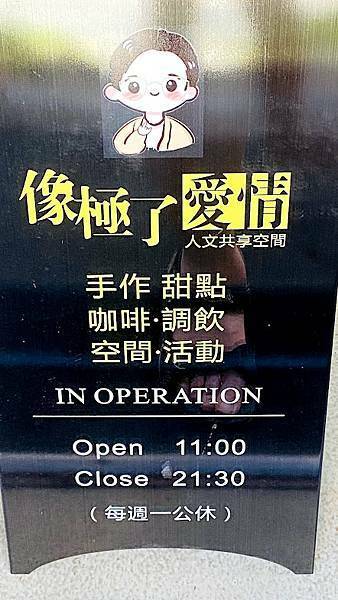 像極了愛情
人文共享空間
手作 甜點
咖啡·調飲
空間·活動
IN OPERATION
Open 11:00
Close 21:30
(每週一公休)